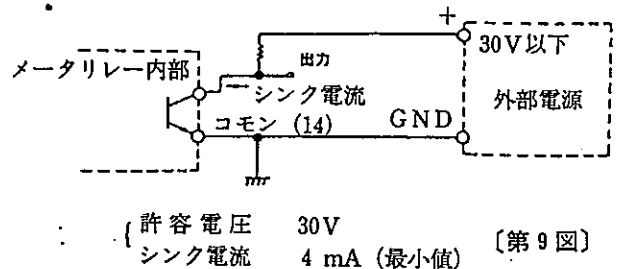 +
30V以下
出力
メータリレー内部
シンク電流
外部電源
コモン (14)
GND
許容電圧 30V
シンク電流 4 mA (最小値)
〔第9図〕